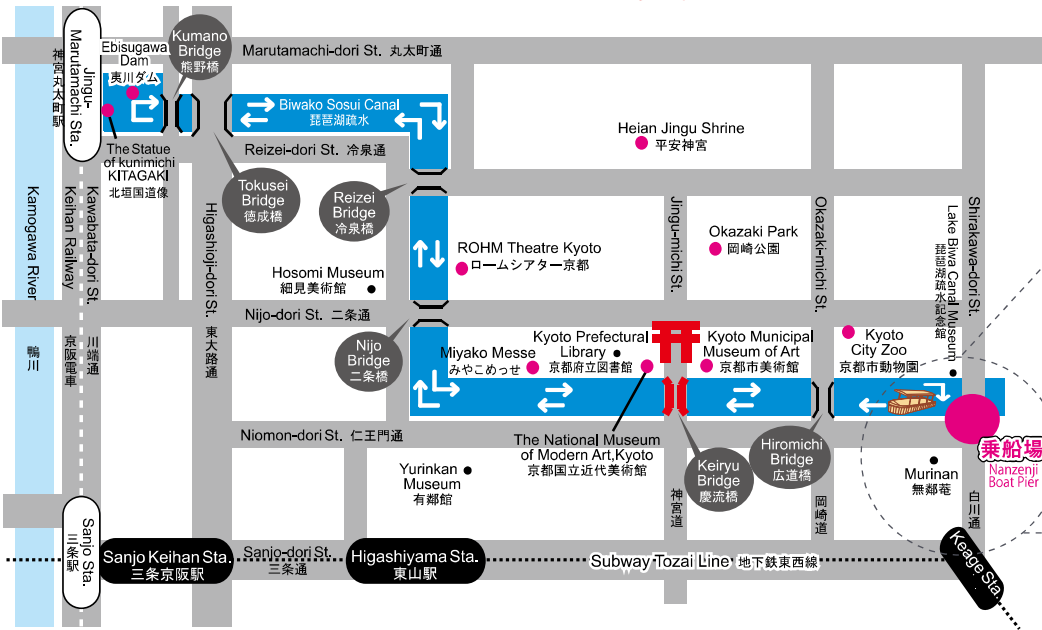 Kumano
Bridge
熊野橋
Ebisugawa
Dam
夷川ダム
Marutamachi-dori St. 丸太町通
Jingu-
Marutamachi Sta.
神宮丸太町駅
Biwako Sosui Canal
琵琶湖疏水
Heian Jingu Shrine
平安神宮
The Statue
of kunimichi
KITAGAKI
北垣国道像
Reizei-dori St. 冷泉通
Tokusei
Bridge
徳成橋
Reizei
Bridge
冷泉橋
Kamogawa River
鴨川
Keihan Railway
京阪電車
Kawabata-dori St.
川端通
Higashioji-dori St. 東大路通
Jingu-michi St.
神宮道
Okazaki-michi St.
岡崎道
Lake Biwa Canal Museum
琵琶湖疏水記念館
Shirakawa-dori St.
白川通
Okazaki Park
岡崎公園
ROHM Theatre Kyoto
ロームシアター京都
Hosomi Museum
細見美術館
Nijo-dori St. 二条通
Nijo
Bridge
二条橋
Miyako Messe
みやこめっせ
Kyoto Prefectural
Library
京都府立図書館
Kyoto Municipal
Museum of Art
京都市美術館
Kyoto
City Zoo
京都市動物園
Niomon-dori St. 仁王門通
The National Museum
of Modern Art,Kyoto
京都国立近代美術館
Keiryu
Bridge
慶流橋
Hiromichi
Bridge
広道橋
乗船場
Nanzenji
Boat Pier
Yurinkan
Museum
有鄰館
Murinan
無鄰菴
Sanjo Sta.
三条駅
Sanjo Keihan Sta.
三条京阪駅
Sanjo-dori St.
三条通
Higashiyama Sta.
東山駅
Subway Tozai Line 地下鉄東西線
Keage Sta.